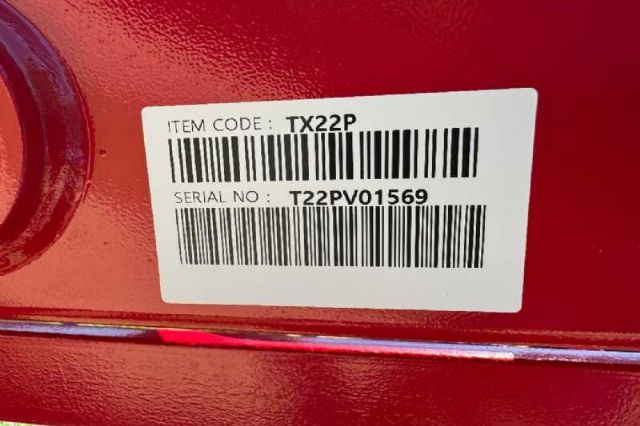 ITEM CODE : TX22P
SERIAL NO : T22PV01569